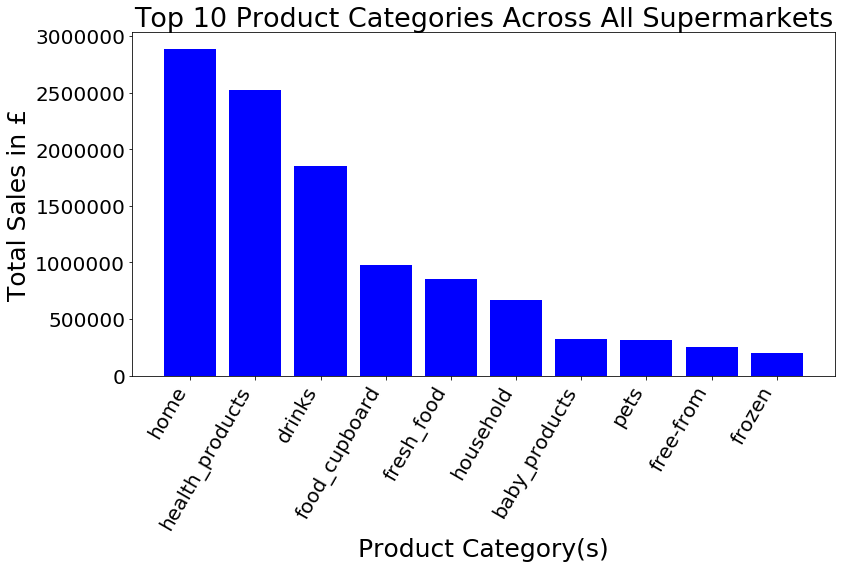 Top 10 Product Categories Across All Supermarkets
Total Sales in £
3000000
2500000
2000000
1500000
1000000
500000
0
home
health_products
drinks
food_cupboard
fresh_food
household
baby_products
pets
free-from
frozen
Product Category(s)